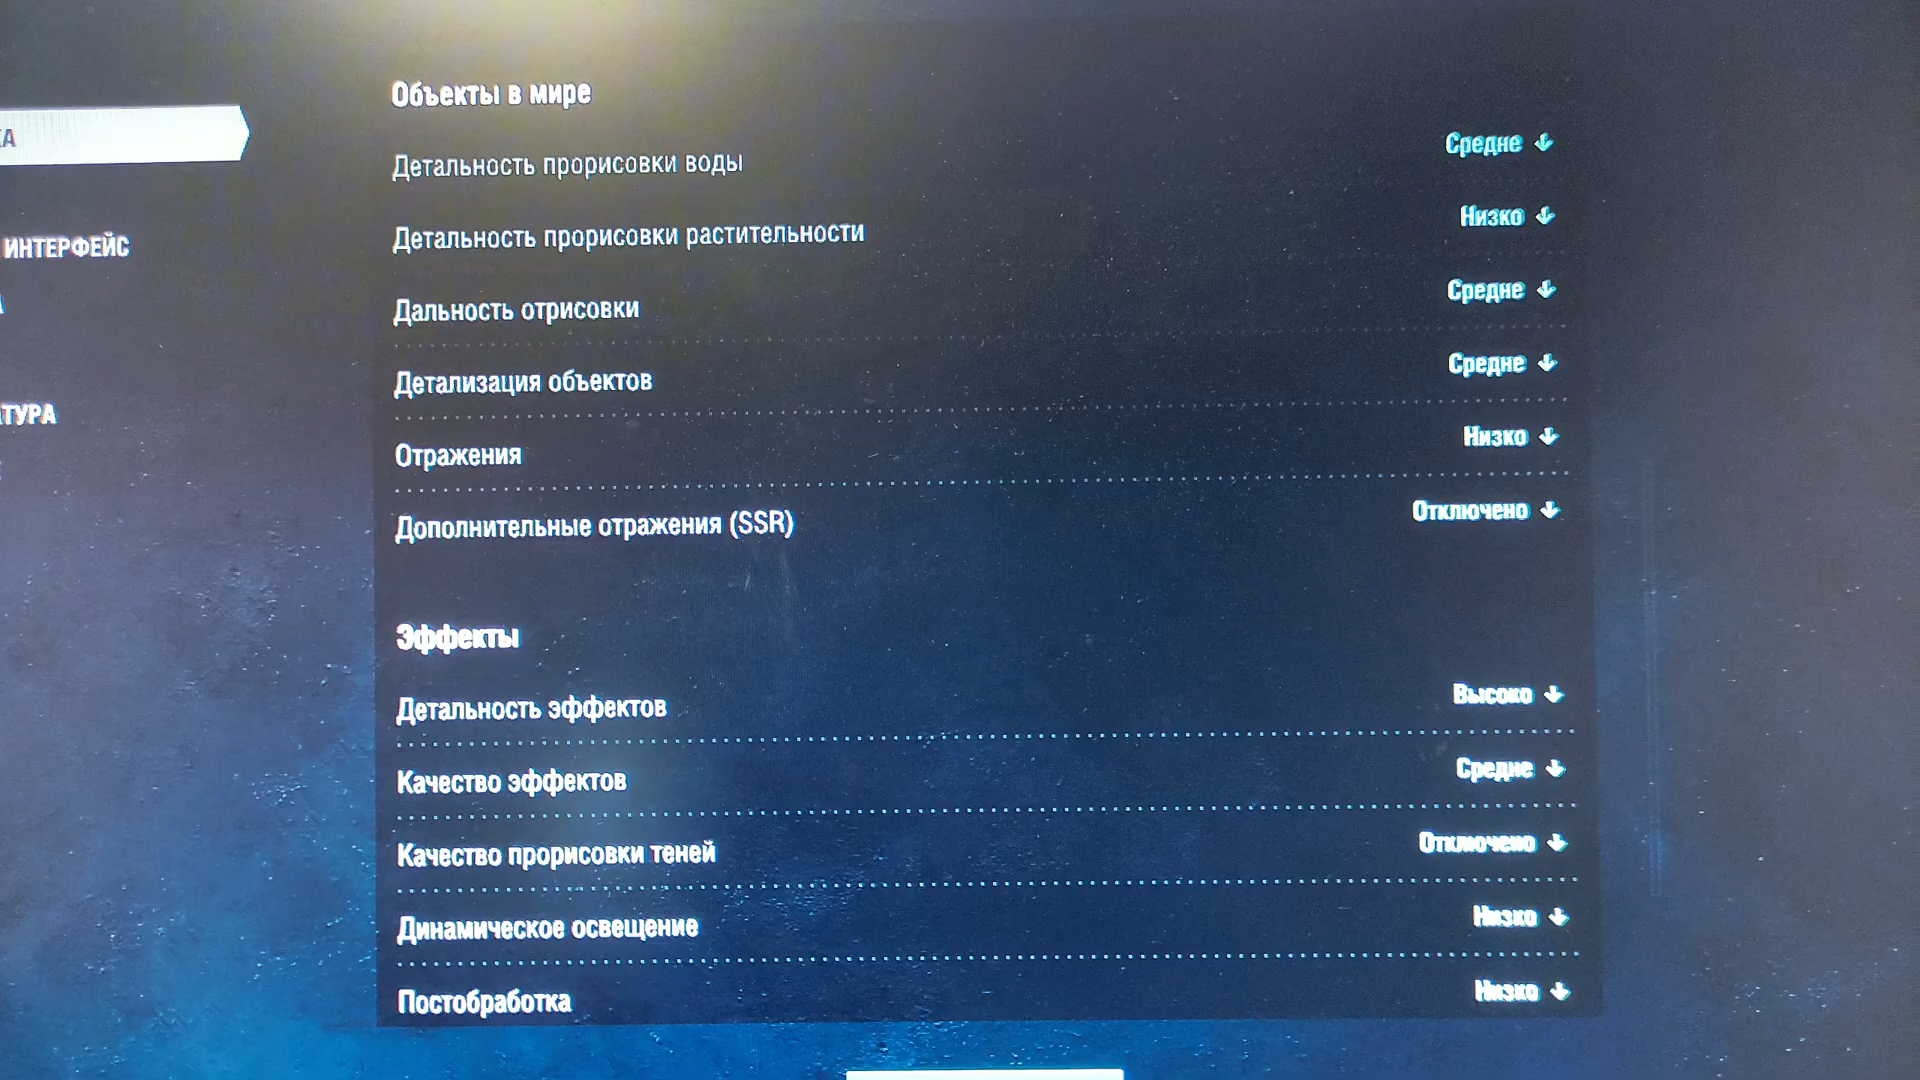 Объекты в мире
Детальность прорисовки воды Средне
Детальность прорисовки растительности Низко
Дальность отрисовки Средне
Детализация объектов Средне
Отражения Низко
Дополнительные отражения (SSR) Отключено
Эффекты
Детальность эффектов Высоко
Качество эффектов Средне
Качество прорисовки теней Отключено
Динамическое освещение Низко
Постобработка Низко
КА
ИНТЕРФЕЙС
АТУРА